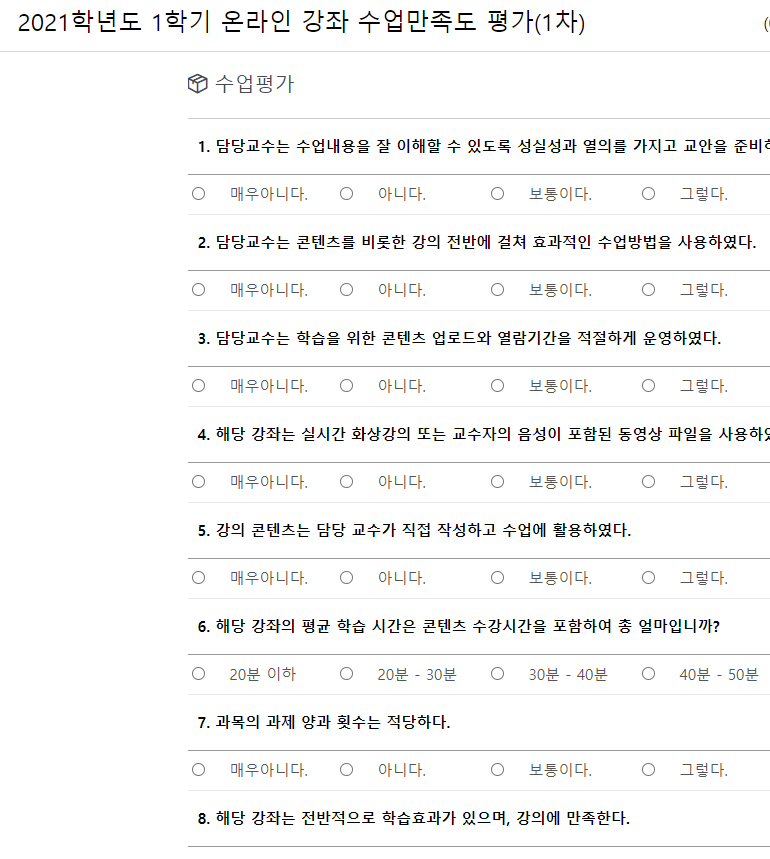 2021학년도 1학기 온라인 강좌 수업만족도 평가(1차)
수업평가
1. 담당교수는 수업내용을 잘 이해할 수 있도록 성실성과 열의를 가지고 교안을
매우아니다. 아니다. 보통이다. 그렇다.
2. 담당교수는 콘텐츠를 비롯한 강의 전반에 걸쳐 효과적인 수업방법을 사용하였다.
매우아니다. 아니다. 보통이다. 그렇다.
3. 담당교수는 학습을 위한 콘텐츠 업로드와 열람기간을 적절하게 운영하였다.
매우아니다. 아니다. 보통이다. 그렇다.
4. 해당 강좌는 실시간 화상강의 또는 교수자의 음성이 포함된 동영상 파일을
매우아니다. 아니다. 보통이다. 그렇다.
5. 강의 콘텐츠는 담당 교수가 직접 작성하고 수업에 활용하였다.
매우아니다. 아니다. 보통이다. 그렇다.
6. 해당 강좌의 평균 학습 시간은 콘텐츠 수강시간을 포함하여 총 얼마입니까?
20분 이하 20분 - 30분 30분 - 40분 40분 - 50분
7. 과목의 과제 양과 횟수는 적당하다.
매우아니다. 아니다. 보통이다. 그렇다.
8. 해당 강좌는 전반적으로 학습효과가 있으며, 강의에 만족한다.